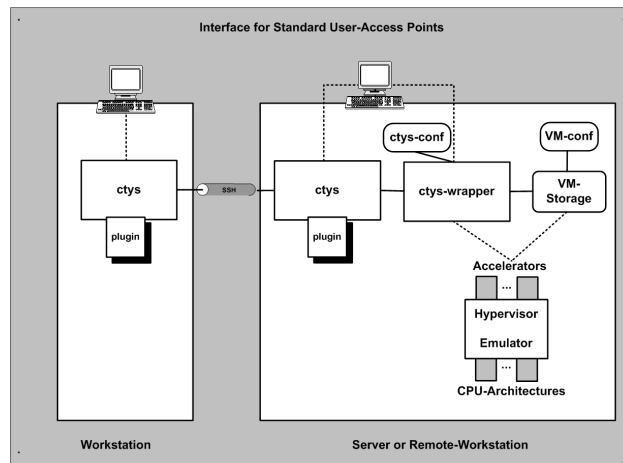 Interface for Standard User-Access Points
ctys-conf
VM-conf
ctys
SSH
ctys
ctys-wrapper
VM-
Storage
plugin
plugin
Accelerators
...
Hypervisor
Emulator
...
CPU-Architectures
Workstation
Server or Remote-Workstation